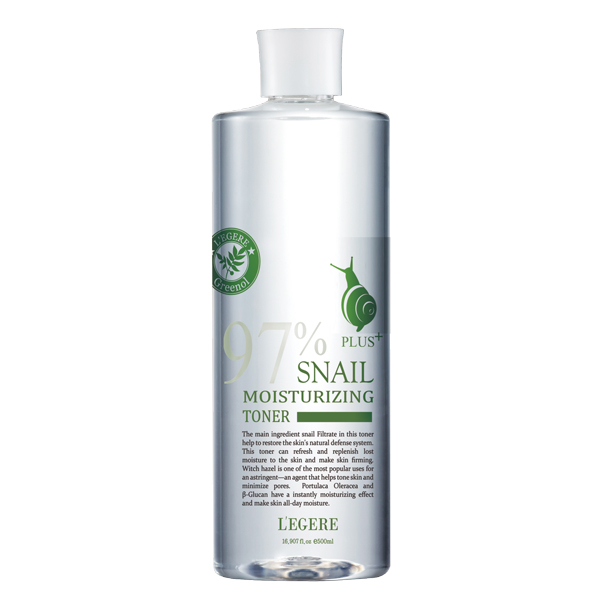 L'EGERE
Greenol
97%
PLUS+
SNAIL
MOISTURIZING
TONER
The main ingredient snail Filtrate in this toner
help to restore the skin's natural defense system.
This toner can refresh and replenish lost
moisture to the skin and make skin firming.
Witch hazel is one of the most popular uses for
an astringent—an agent that helps tone skin and
minimize pores. Portulaca Oleracea and
β-Glucan have a instantly moisturizing effect
and make skin all-day moisture.
L'EGERE
16.907 fl.oz ℮500ml